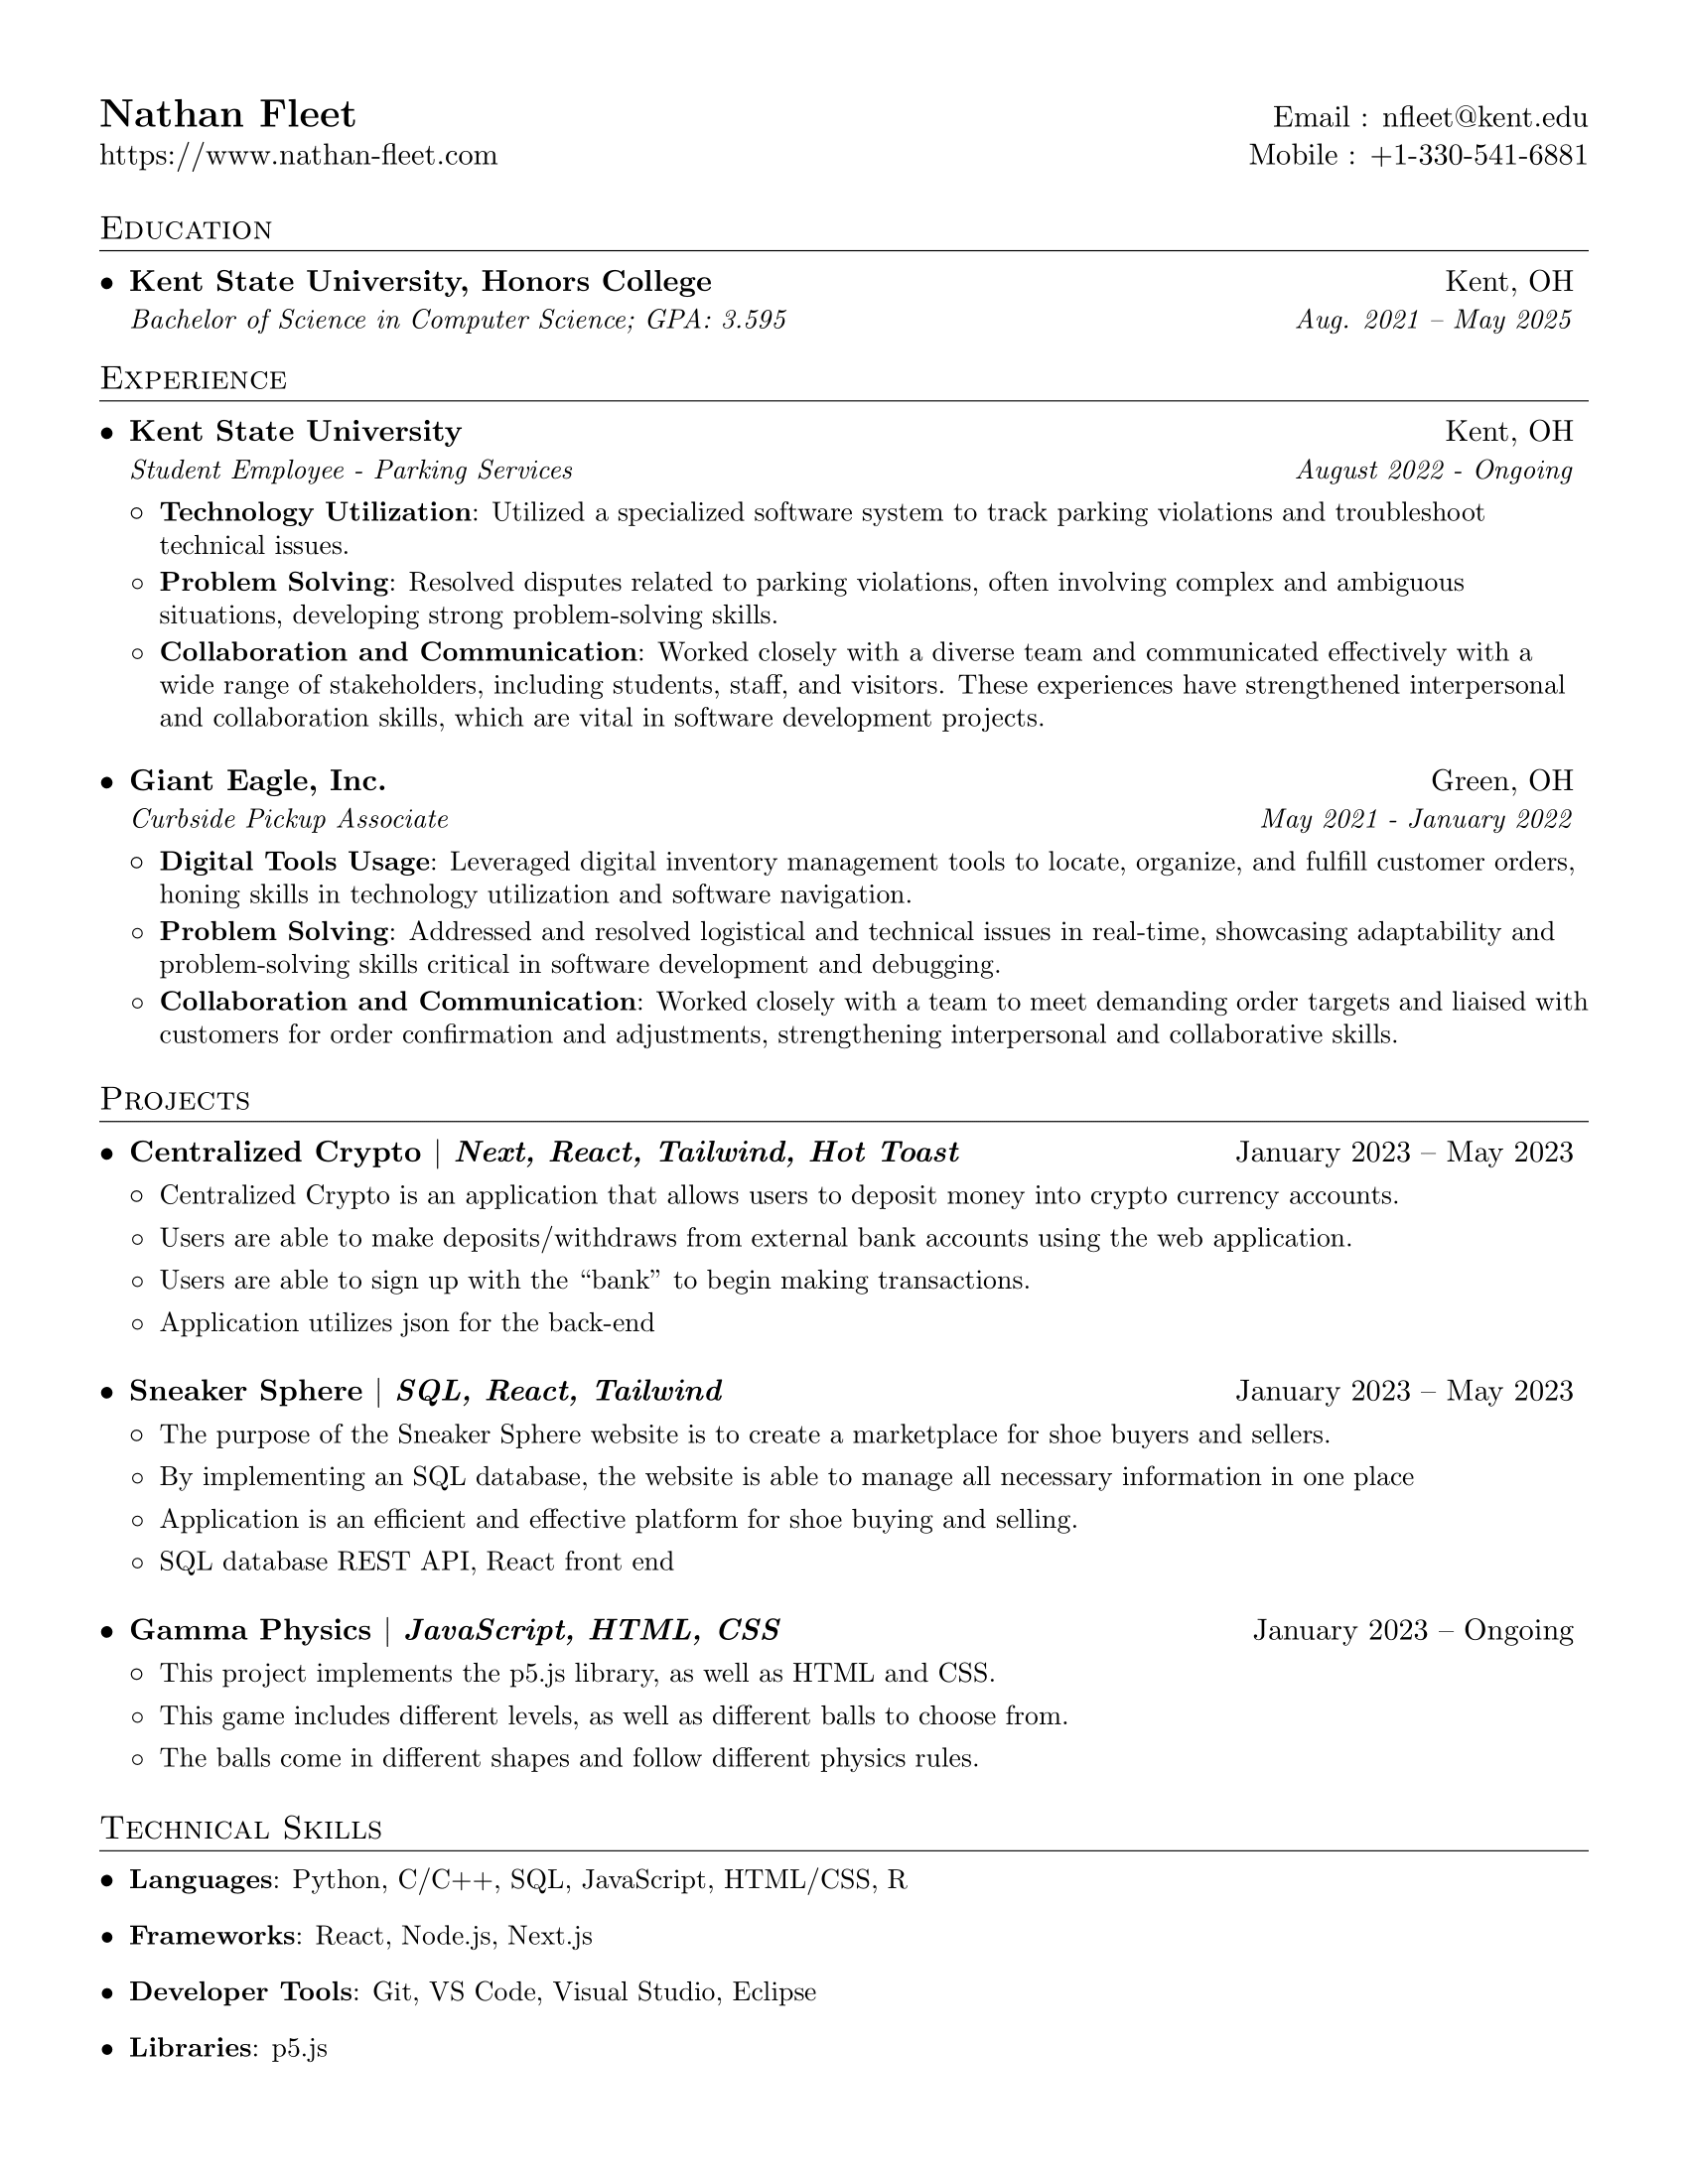 Nathan Fleet Email : nfleet@kent.edu
https://www.nathan-fleet.com Mobile : +1-330-541-6881
Education
• Kent State University, Honors College Kent, OH
Bachelor of Science in Computer Science; GPA: 3.595 Aug. 2021 – May 2025
Experience
• Kent State University Kent, OH
Student Employee - Parking Services August 2022 - Ongoing
◦ Technology Utilization: Utilized a specialized software system to track parking violations and troubleshoot
technical issues.
◦ Problem Solving: Resolved disputes related to parking violations, often involving complex and ambiguous
situations, developing strong problem-solving skills.
◦ Collaboration and Communication: Worked closely with a diverse team and communicated effectively with a
wide range of stakeholders, including students, staff, and visitors. These experiences have strengthened interpersonal
and collaboration skills, which are vital in software development projects.
• Giant Eagle, Inc. Green, OH
Curbside Pickup Associate May 2021 - January 2022
◦ Digital Tools Usage: Leveraged digital inventory management tools to locate, organize, and fulfill customer orders,
honing skills in technology utilization and software navigation.
◦ Problem Solving: Addressed and resolved logistical and technical issues in real-time, showcasing adaptability and
problem-solving skills critical in software development and debugging.
◦ Collaboration and Communication: Worked closely with a team to meet demanding order targets and liaised with
customers for order confirmation and adjustments, strengthening interpersonal and collaborative skills.
Projects
• Centralized Crypto | Next, React, Tailwind, Hot Toast January 2023 – May 2023
◦ Centralized Crypto is an application that allows users to deposit money into crypto currency accounts.
◦ Users are able to make deposits/withdraws from external bank accounts using the web application.
◦ Users are able to sign up with the “bank” to begin making transactions.
◦ Application utilizes json for the back-end
• Sneaker Sphere | SQL, React, Tailwind January 2023 – May 2023
◦ The purpose of the Sneaker Sphere website is to create a marketplace for shoe buyers and sellers.
◦ By implementing an SQL database, the website is able to manage all necessary information in one place
◦ Application is an efficient and effective platform for shoe buying and selling.
◦ SQL database REST API, React front end
• Gamma Physics | JavaScript, HTML, CSS January 2023 – Ongoing
◦ This project implements the p5.js library, as well as HTML and CSS.
◦ This game includes different levels, as well as different balls to choose from.
◦ The balls come in different shapes and follow different physics rules.
Technical Skills
• Languages: Python, C/C++, SQL, JavaScript, HTML/CSS, R
• Frameworks: React, Node.js, Next.js
• Developer Tools: Git, VS Code, Visual Studio, Eclipse
• Libraries: p5.js